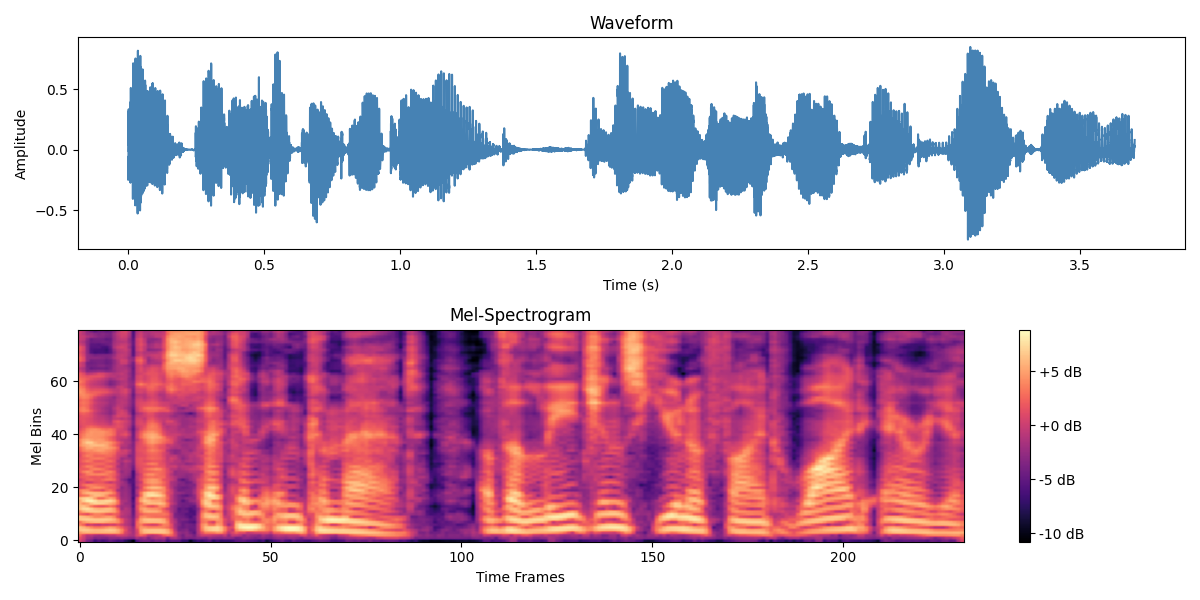 Waveform
0.5
0.0
−0.5
Amplitude
0.0 0.5 1.0 1.5 2.0 2.5 3.0 3.5
Time (s)
Mel-Spectrogram
60
40
20
0
Mel Bins
0 50 100 150 200
Time Frames
+5 dB
+0 dB
-5 dB
-10 dB